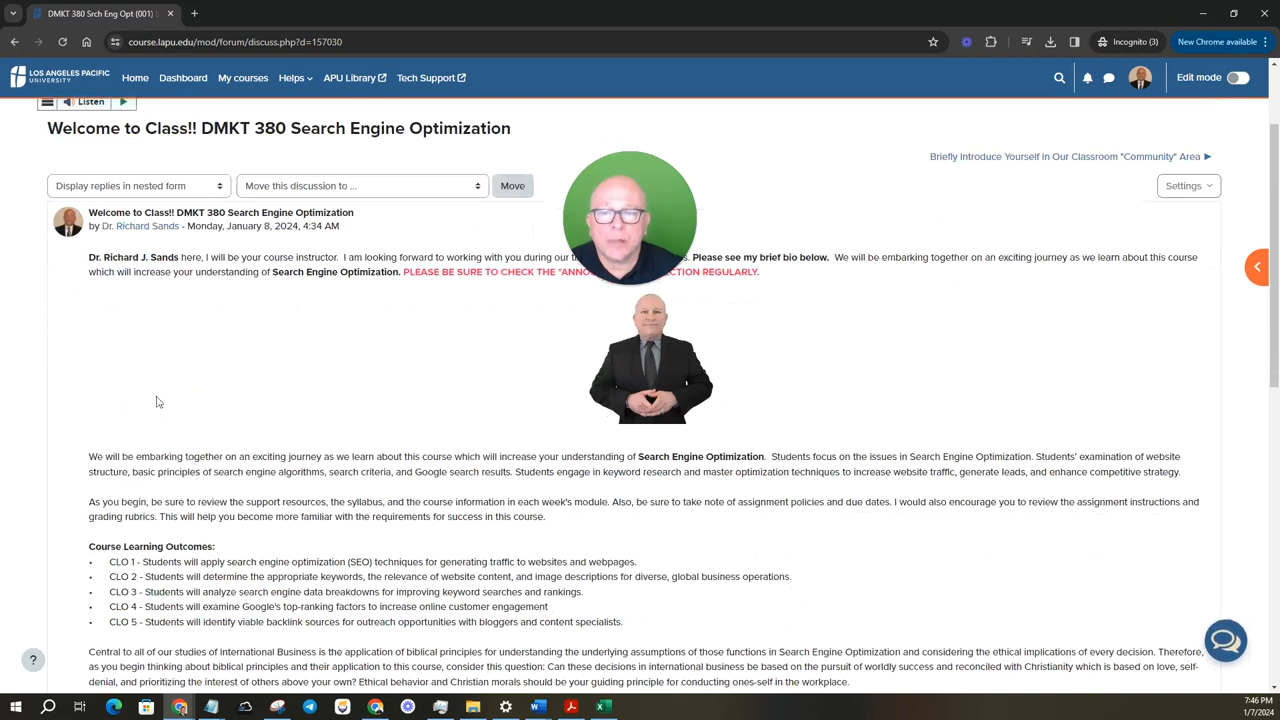 DMKT 380 Srch Eng Opt (001) S
course.lapu.edu/mod/forum/discuss.php?d=157030
Incognito (3)
New Chrome available
LOS ANGELES PACIFIC
UNIVERSITY
Home
Dashboard
My courses
Helps
APU Library
Tech Support
Edit mode
Listen
Welcome to Class!! DMKT 380 Search Engine Optimization
Briefly Introduce Yourself in Our Classroom "Community" Area ►
Display replies in nested form
Move this discussion to ...
Move
Settings
Welcome to Class!! DMKT 380 Search Engine Optimization
by Dr. Richard Sands - Monday, January 8, 2024, 4:34 AM
Dr. Richard J. Sands here, I will be your course instructor.  I am looking forward to working with you during our Please see my brief bio below.  We will be embarking together on an exciting journey as we learn about this course
which will increase your understanding of Search Engine Optimization. PLEASE BE SURE TO CHECK THE REGULARLY.
We will be embarking together on an exciting journey as we learn about this course which will increase your understanding of Search Engine Optimization.  Students focus on the issues in Search Engine Optimization. Students' examination of website
structure, basic principles of search engine algorithms, search criteria, and Google search results. Students engage in keyword research and master optimization techniques to increase website traffic, generate leads, and enhance competitive strategy.
As you begin, be sure to review the support resources, the syllabus, and the course information in each week's module. Also, be sure to take note of assignment policies and due dates. I would also encourage you to review the assignment instructions and
grading rubrics. This will help you become more familiar with the requirements for success in this course.
Course Learning Outcomes:
• CLO 1 - Students will apply search engine optimization (SEO) techniques for generating traffic to websites and webpages.
• CLO 2 - Students will determine the appropriate keywords, the relevance of website content, and image descriptions for diverse, global business operations.
• CLO 3 - Students will analyze search engine data breakdowns for improving keyword searches and rankings.
• CLO 4 - Students will examine Google's top-ranking factors to increase online customer engagement
• CLO 5 - Students will identify viable backlink sources for outreach opportunities with bloggers and content specialists.
Central to all of our studies of International Business is the application of biblical principles for understanding the underlying assumptions of those functions in Search Engine Optimization and considering the ethical implications of every decision. Therefore,
as you begin thinking about biblical principles and their application to this course, consider this question: Can these decisions in international business be based on the pursuit of worldly success and reconciled with Christianity which is based on love, self-
denial, and prioritizing the interest of others above your own? Ethical behavior and Christian morals should be your guiding principle for conducting ones-self in the workplace.
?
7:46 PM
1/7/2024